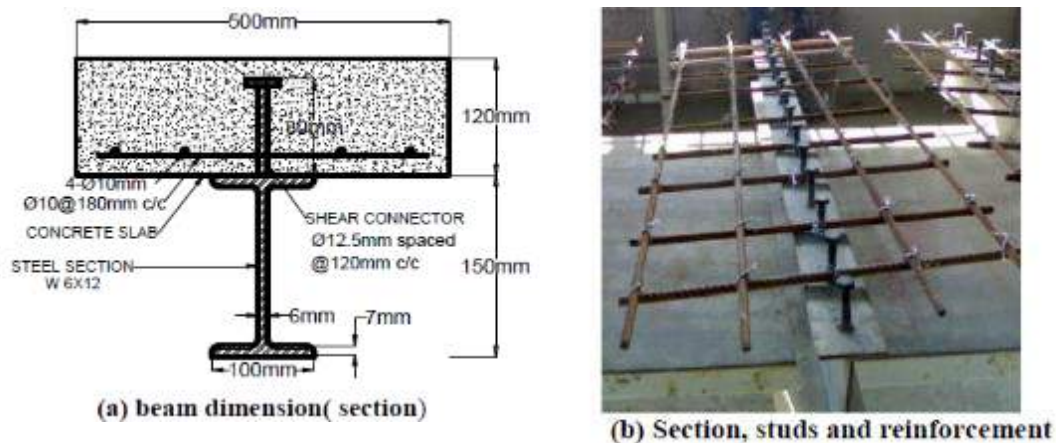 500mm
120mm
80mm
4-Ø10mm
Ø10@180mm c/c
CONCRETE SLAB
SHEAR CONNECTOR
Ø12.5mm spaced
@120mm c/c
STEEL SECTION
W 6X12
150mm
6mm
7mm
100mm
(a) beam dimension( section)
(b) Section, studs and reinforcement